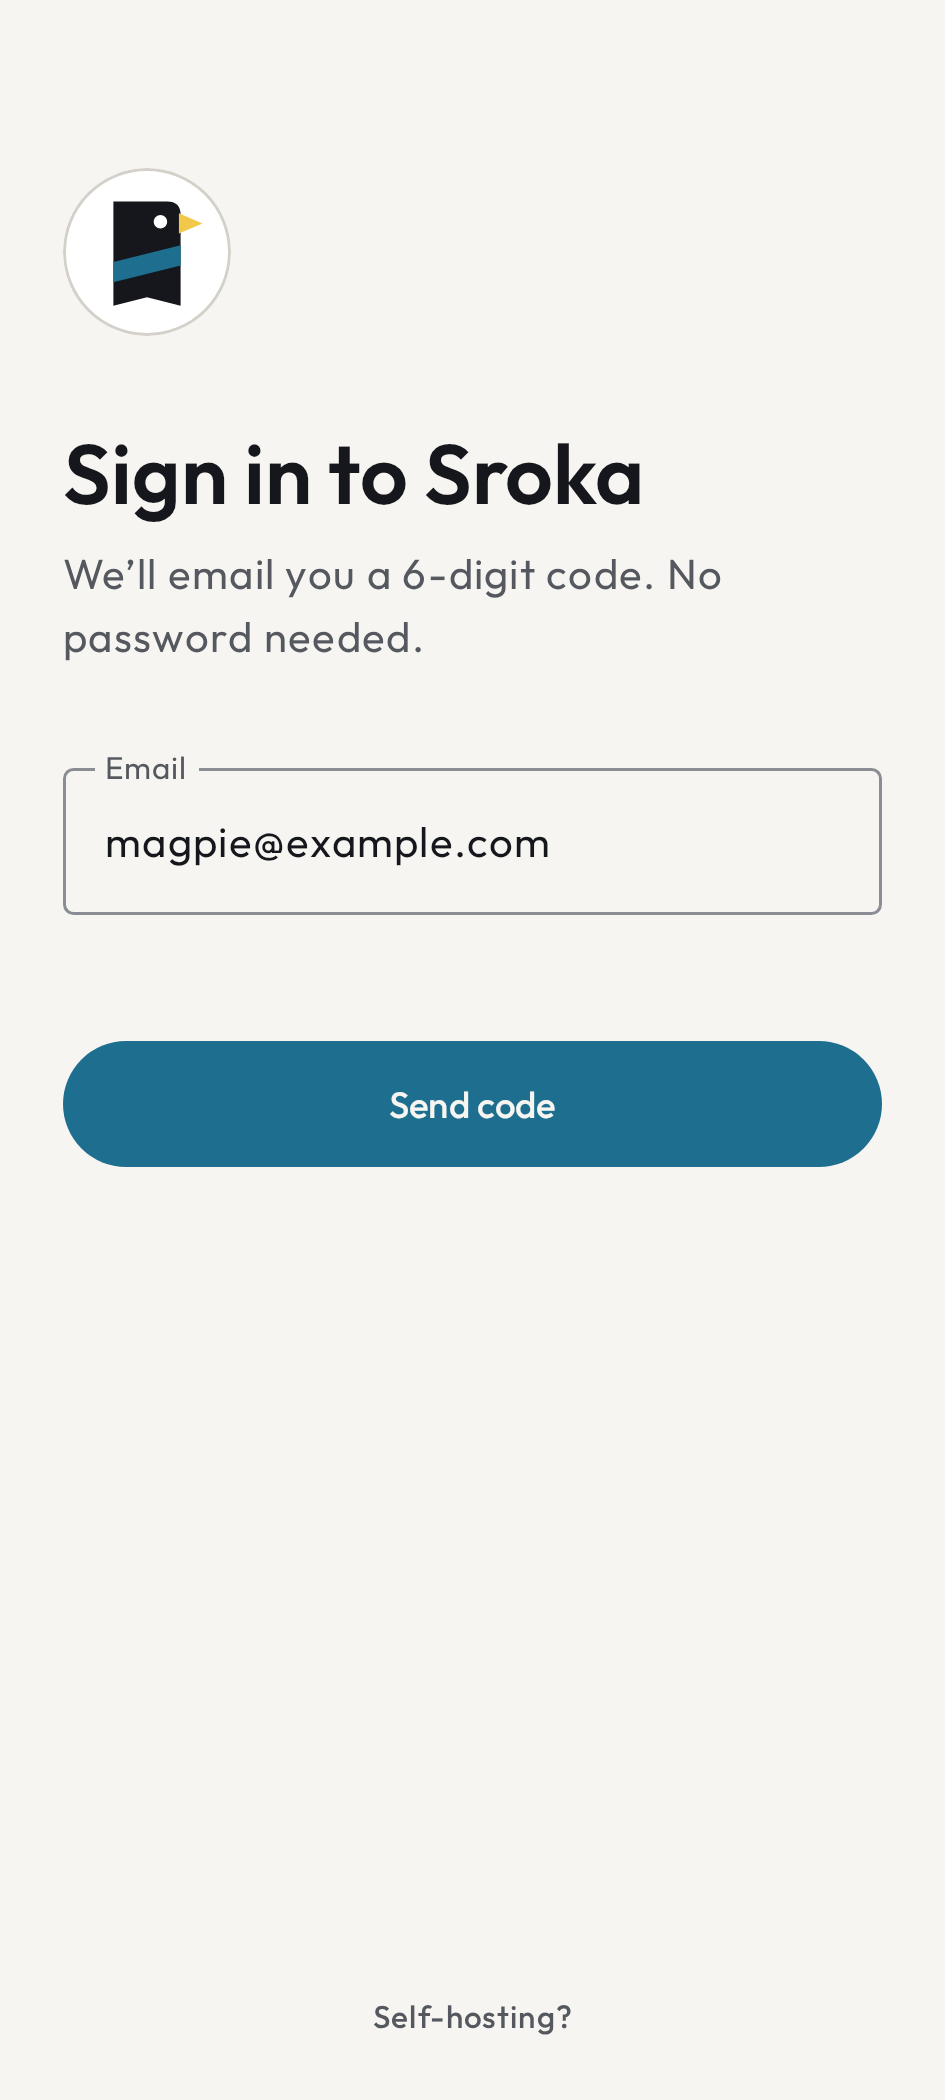 Sign in to Sroka
We’ll email you a 6-digit code. No
password needed.
Email
magpie@example.com
Send code
Self-hosting?